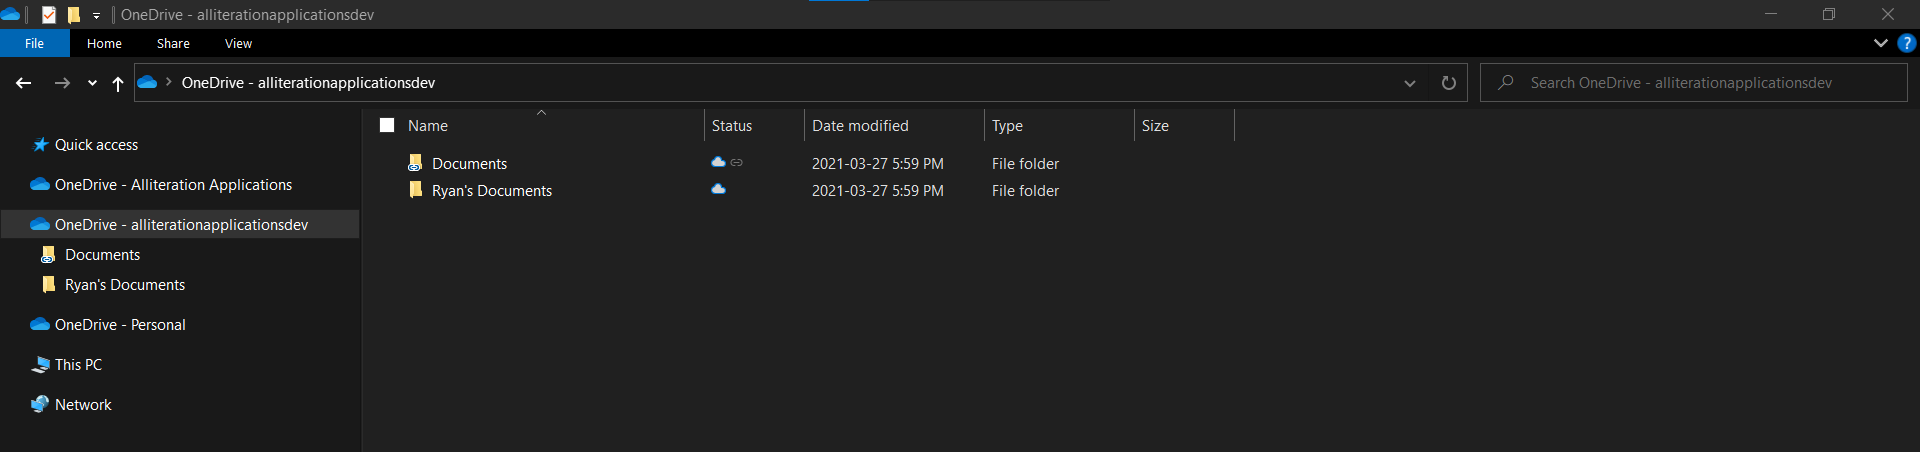 OneDrive - alliterationapplicationsdev
File Home Share View
?
OneDrive - alliterationapplicationsdev
Search OneDrive - alliterationapplicationsdev
Name Status Date modified Type Size
Documents 2021-03-27 5:59 PM File folder
Ryan's Documents 2021-03-27 5:59 PM File folder
Quick access
OneDrive - Alliteration Applications
OneDrive - alliterationapplicationsdev
Documents
Ryan's Documents
OneDrive - Personal
This PC
Network